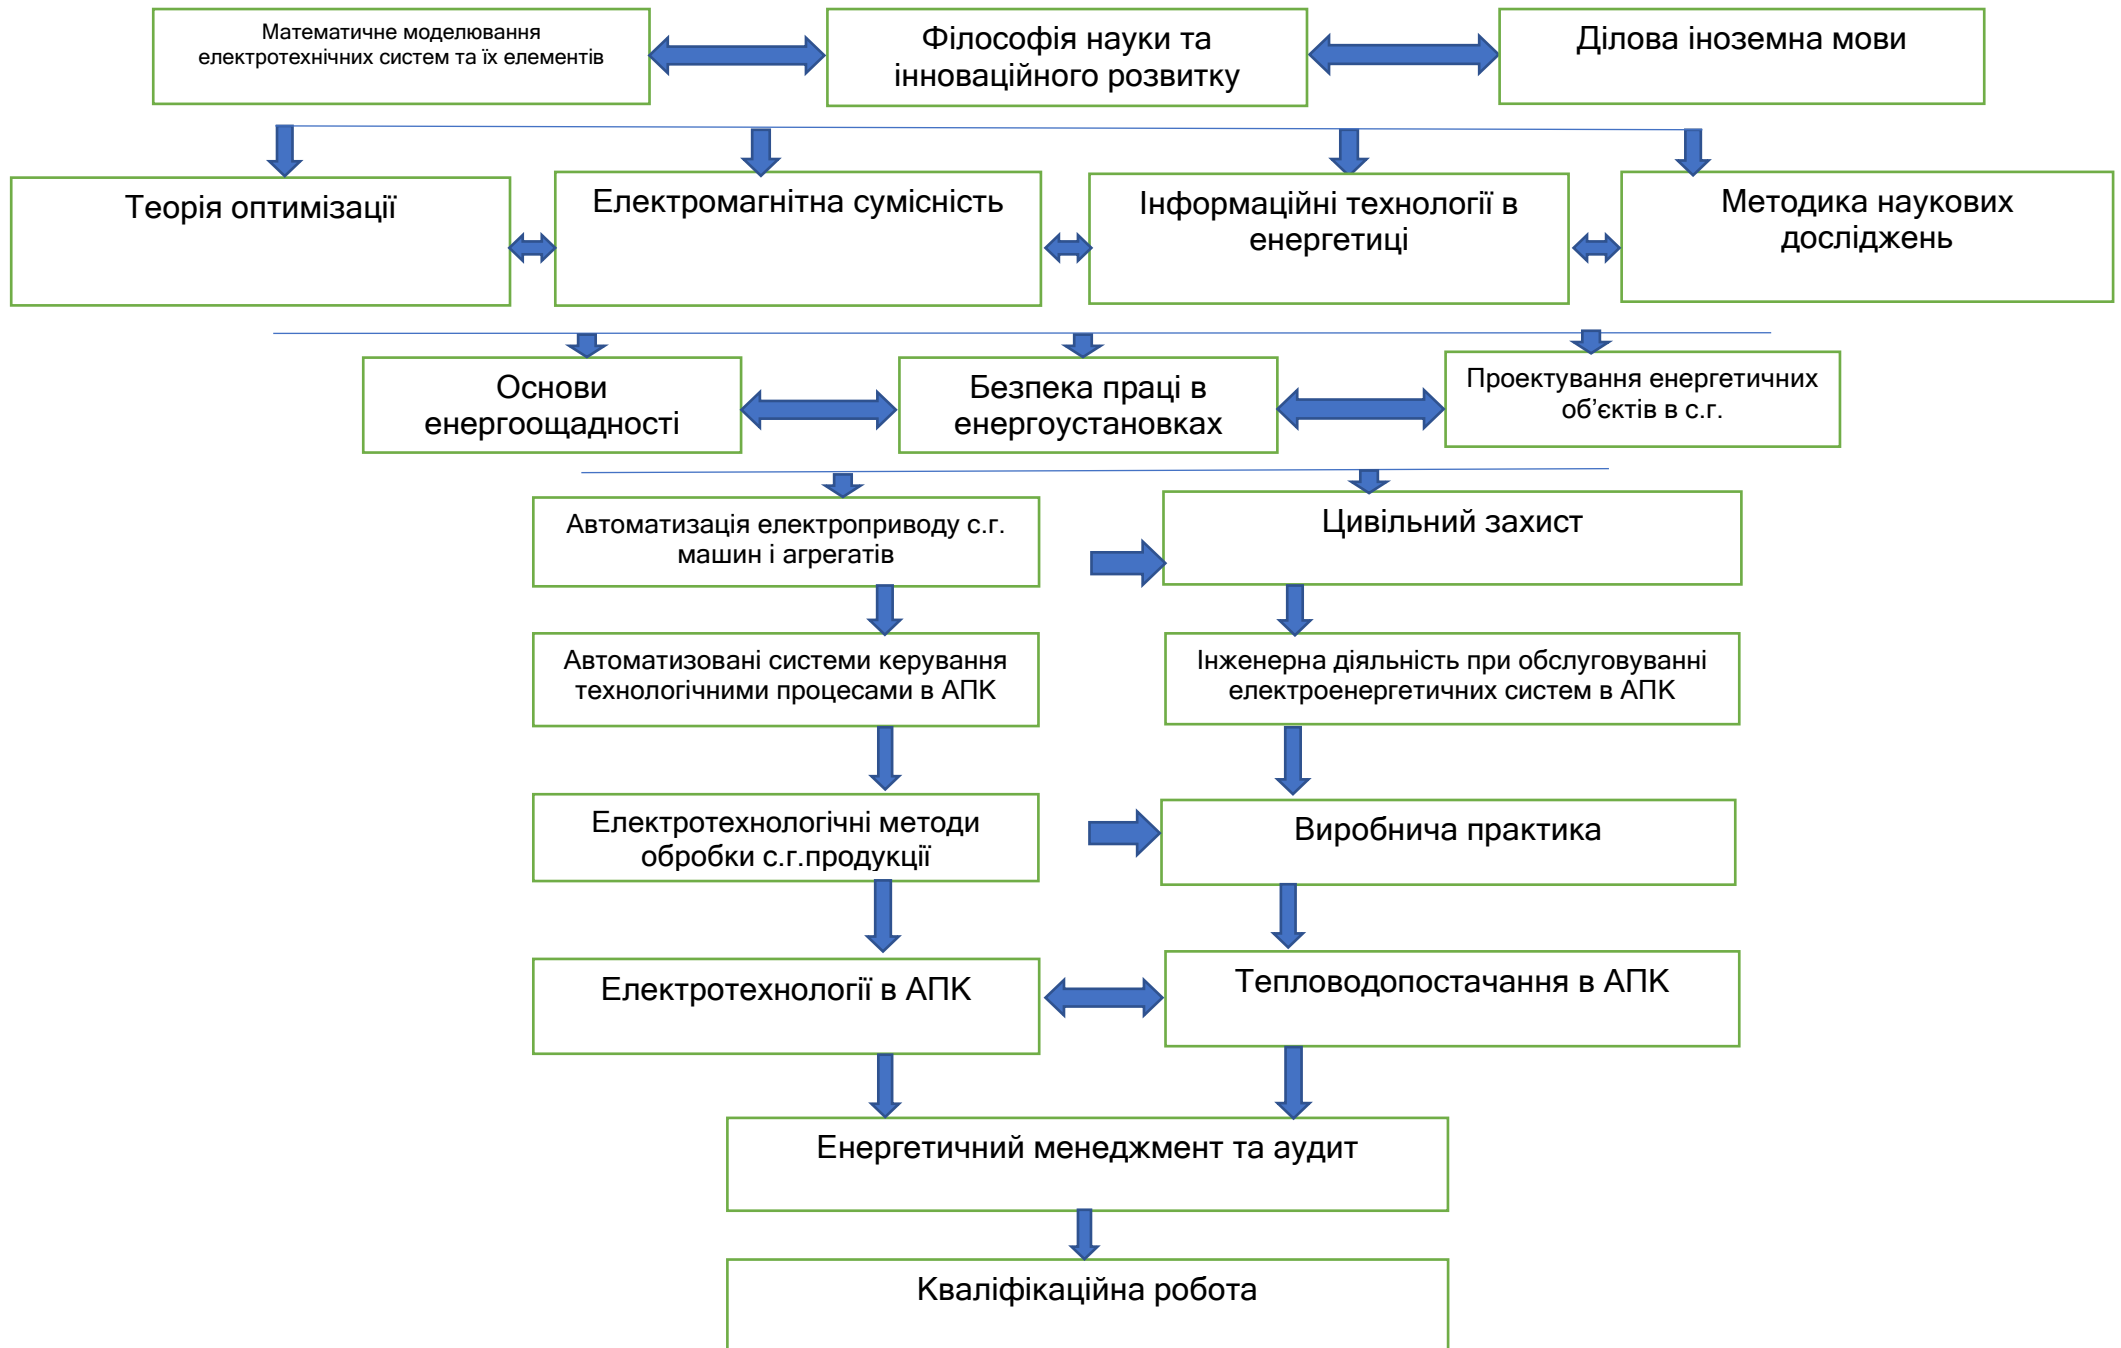 Математичне моделювання
електротехнічних систем та їх елементів
Філософія науки та
інноваційного розвитку
Ділова іноземна мови
Теорія оптимізації
Електромагнітна сумісність
Інформаційні технології в
енергетиці
Методика наукових
досліджень
Основи
енергоощадності
Безпека праці в
енергоустановках
Проектування енергетичних
об’єктів в с.г.
Автоматизація електроприводу с.г.
машин і агрегатів
Цивільний захист
Автоматизовані системи керування
технологічними процесами в АПК
Інженерна діяльність при обслуговуванні
електроенергетичних систем в АПК
Електротехнологічні методи
обробки с.г.продукції
Виробнича практика
Електротехнології в АПК
Тепловодопостачання в АПК
Енергетичний менеджмент та аудит
Кваліфікаційна робота